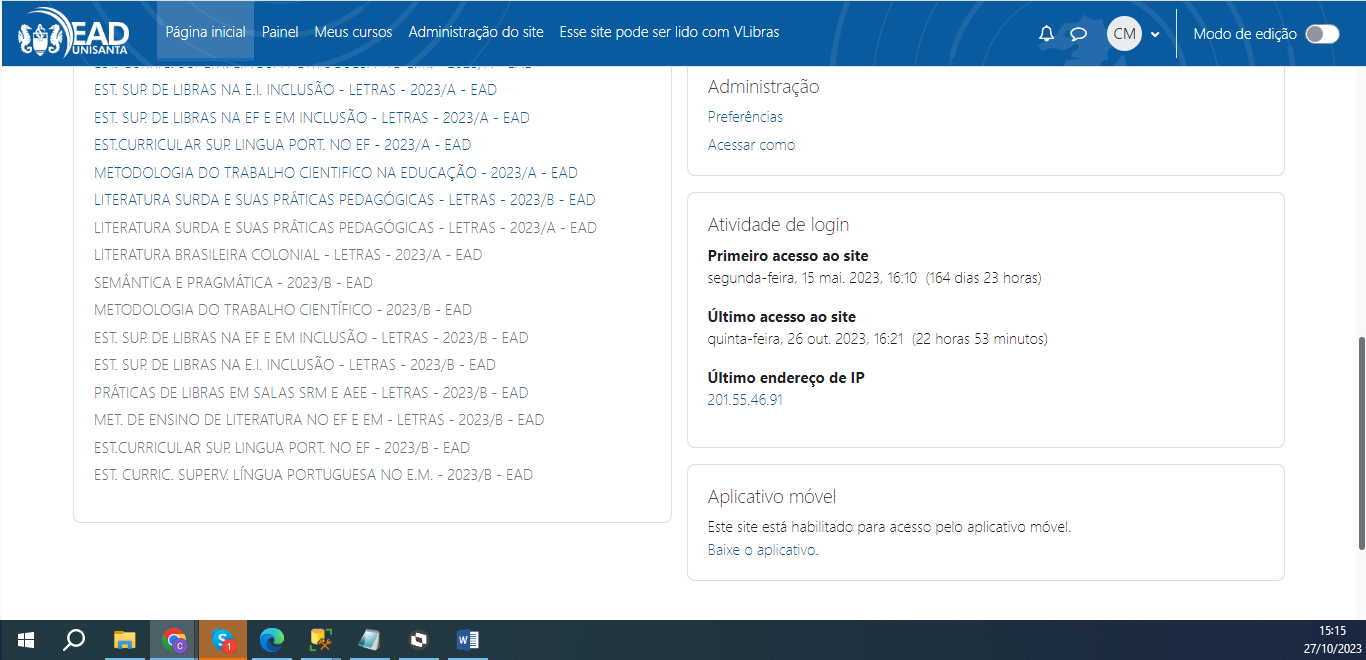 EAD
UNISANTA
Página inicial
Painel
Meus cursos
Administração do site
Esse site pode ser lido com VLibras
CM
Modo de edição
EST. SUP. DE LIBRAS NA E.I. INCLUSÃO - LETRAS - 2023/A - EAD
EST. SUP. DE LIBRAS NA EF E EM INCLUSÃO - LETRAS - 2023/A - EAD
EST.CURRICULAR SUP. LINGUA PORT. NO EF - 2023/A - EAD
METODOLOGIA DO TRABALHO CIENTIFICO NA EDUCAÇÃO - 2023/A - EAD
LITERATURA SURDA E SUAS PRÁTICAS PEDAGÓGICAS - LETRAS - 2023/B - EAD
LITERATURA SURDA E SUAS PRÁTICAS PEDAGÓGICAS - LETRAS - 2023/A - EAD
LITERATURA BRASILEIRA COLONIAL - LETRAS - 2023/A - EAD
SEMÂNTICA E PRAGMÁTICA - 2023/B - EAD
METODOLOGIA DO TRABALHO CIENTÍFICO - 2023/B - EAD
EST. SUP. DE LIBRAS NA EF E EM INCLUSÃO - LETRAS - 2023/B - EAD
EST. SUP. DE LIBRAS NA E.I. INCLUSÃO - LETRAS - 2023/B - EAD
PRÁTICAS DE LIBRAS EM SALAS SRM E AEE - LETRAS - 2023/B - EAD
MET. DE ENSINO DE LITERATURA NO EF E EM - LETRAS - 2023/B - EAD
EST.CURRICULAR SUP. LINGUA PORT. NO EF - 2023/B - EAD
EST. CURRIC. SUPERV. LÍNGUA PORTUGUESA NO E.M. - 2023/B - EAD
Administração
Preferências
Acessar como
Atividade de login
Primeiro acesso ao site
segunda-feira, 15 mai. 2023, 16:10 (164 dias 23 horas)
Último acesso ao site
quinta-feira, 26 out. 2023, 16:21 (22 horas 53 minutos)
Último endereço de IP
201.55.46.91
Aplicativo móvel
Este site está habilitado para acesso pelo aplicativo móvel.
Baixe o aplicativo.
15:15
27/10/2023